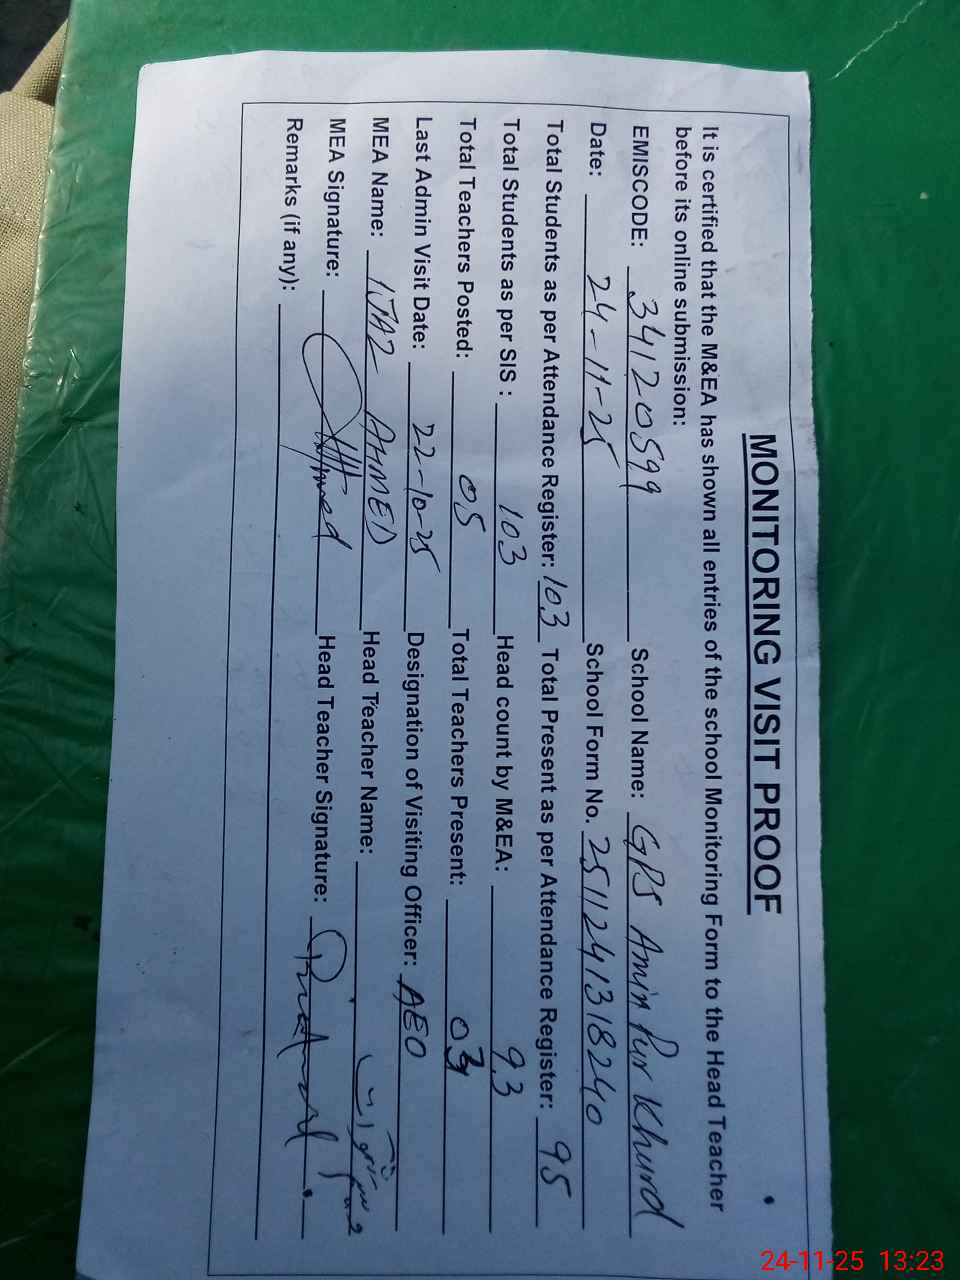 MONITORING VISIT PROOF
It is certified that the M&EA has shown all entries of the school Monitoring Form to the Head Teacher
before its online submission:
EMISCODE: 34120599 School Name: GPS Amin Pur Khurd
Date: 24-11-25 School Form No. 251124131818240
Total Students as per Attendance Register: 103 Total Present as per Attendance Register: 95
Total Students as per SIS : 103 Head count by M&EA: 93
Total Teachers Posted: 05 Total Teachers Present:
Last Admin Visit Date: 22-10-25 Designation of Visiting Officer: AEO
MEA Name: IJAZ AHMED Head Teacher Name:
MEA Signature: Ahmed Head Teacher Signature:
Remarks (if any):
24-11-25 13:23